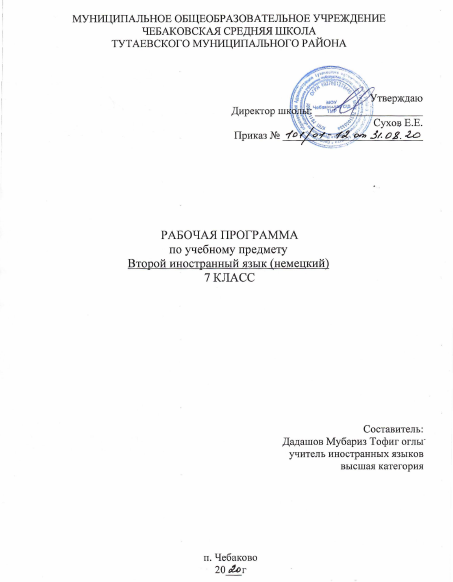 МУНИЦИПАЛЬНОЕ ОБЩЕОБРАЗОВАТЕЛЬНОЕ УЧРЕЖДЕНИЕ
ЧЕБАКОВСКАЯ СРЕДНЯЯ ШКОЛА
ТУТАЕВСКОГО МУНИЦИПАЛЬНОГО РАЙОНА
Утверждаю
Директор школы:
Сухов Е.Е.
Приказ № 101/01-12 от 31.08.20
РАБОЧАЯ ПРОГРАММА
по учебному предмету
Второй иностранный язык (немецкий)
7 КЛАСС
Составитель:
Дадашов Мубариз Тофиг оглы
учитель иностранных языков
высшая категория
п. Чебаково
2020г